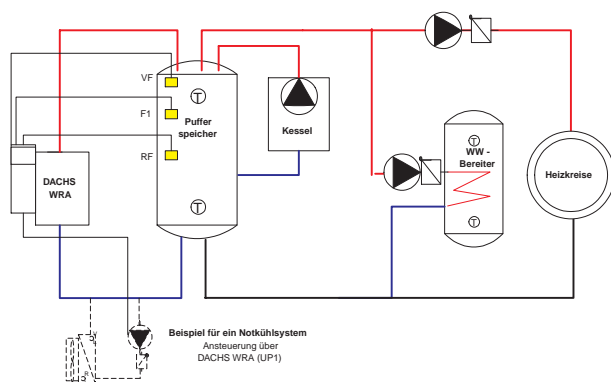 VF
F1
RF
T
Puffer
speicher
T
Kessel
DACHS
WRA
T
WW -
Bereiter
T
Heizkreise
Beispiel für ein Notkühlsystem
Ansteuerung über
DACHS WRA (UP1)